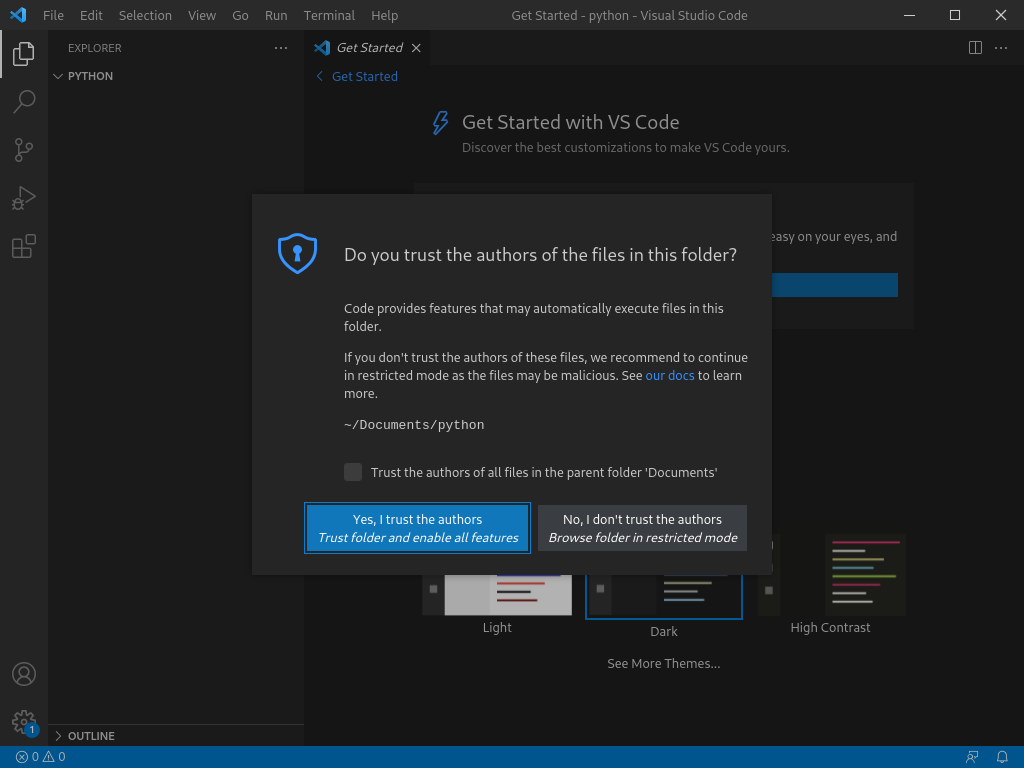 File Edit Selection View Go Run Terminal Help
Get Started - python - Visual Studio Code
EXPLORER
PYTHON
Get Started
Get Started
Get Started with VS Code
Discover the best customizations to make VS Code yours.
easy on your eyes, and
Do you trust the authors of the files in this folder?
Code provides features that may automatically execute files in this
folder.
If you don't trust the authors of these files, we recommend to continue
in restricted mode as the files may be malicious. See our docs to learn
more.
~/Documents/python
Trust the authors of all files in the parent folder 'Documents'
Yes, I trust the authors
Trust folder and enable all features
No, I don't trust the authors
Browse folder in restricted mode
Light
Dark
High Contrast
See More Themes...
1
OUTLINE
0 0